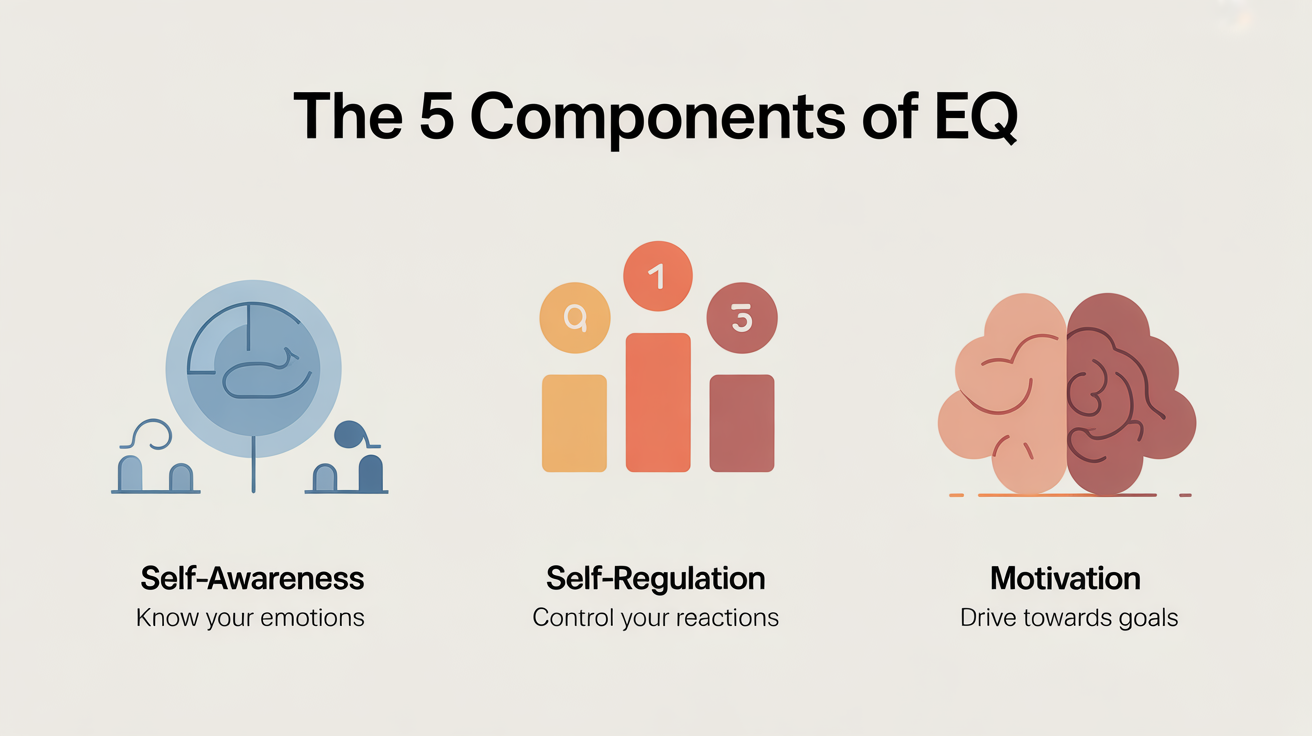 The 5 Components of EQ
1
Self-Awareness
Know your emotions
Self-Regulation
Control your reactions
Motivation
Drive towards goals